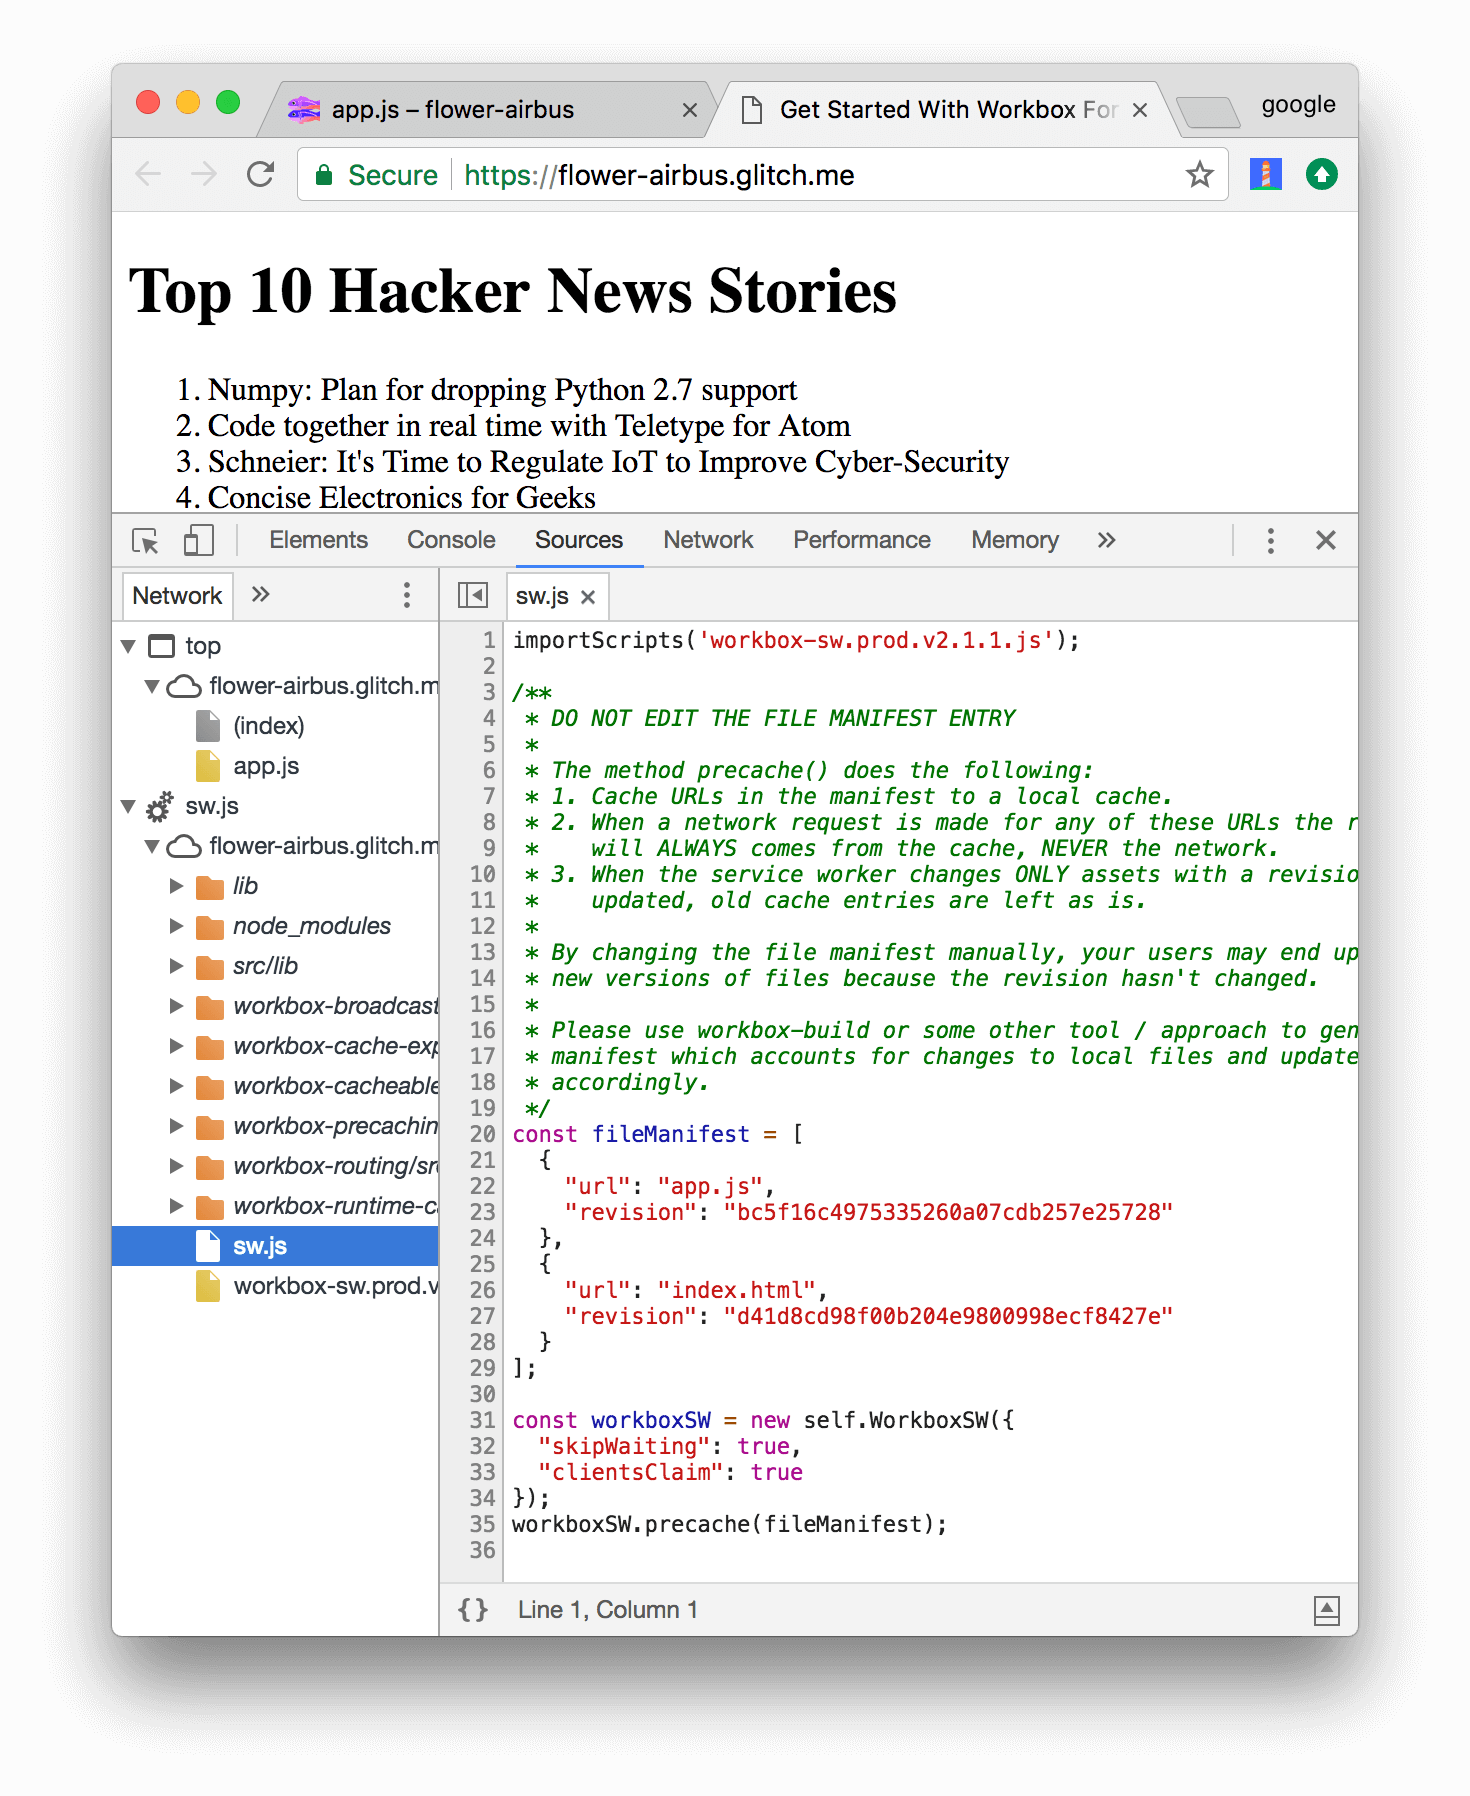 app.js – flower-airbus
Get Started With Workbox For
google
Secure
https://flower-airbus.glitch.me
Top 10 Hacker News Stories
1. Numpy: Plan for dropping Python 2.7 support
2. Code together in real time with Teletype for Atom
3. Schneier: It's Time to Regulate IoT to Improve Cyber-Security
4. Concise Electronics for Geeks
Elements Console Sources Network Performance Memory »
Network »
sw.js ×
top
flower-airbus.glitch.m
(index)
app.js
sw.js
flower-airbus.glitch.m
lib
node_modules
src/lib
workbox-broadcast
workbox-cache-exp
workbox-cacheable
workbox-precachin
workbox-routing/src
workbox-runtime-ca
sw.js
workbox-sw.prod.v
1 importScripts('workbox-sw.prod.v2.1.1.js');
2
3 /**
4 * DO NOT EDIT THE FILE MANIFEST ENTRY
5 *
6 * The method precache() does the following:
7 * 1. Cache URLs in the manifest to a local cache.
8 * 2. When a network request is made for any of these URLs the r
9 * will ALWAYS comes from the cache, NEVER the network.
10 * 3. When the service worker changes ONLY assets with a revisio
11 * updated, old cache entries are left as is.
12 *
13 * By changing the file manifest manually, your users may end up
14 * new versions of files because the revision hasn't changed.
15 *
16 * Please use workbox-build or some other tool / approach to gen
17 * manifest which accounts for changes to local files and update
18 * accordingly.
19 */
20 const fileManifest = [
21 {
22 "url": "app.js",
23 "revision": "bc5f16c4975335260a07cdb257e25728"
24 },
25 {
26 "url": "index.html",
27 "revision": "d41d8cd98f00b204e9800998ecf8427e"
28 }
29 ];
30
31 const workboxSW = new self.WorkboxSW({
32 "skipWaiting": true,
33 "clientsClaim": true
34 });
35 workboxSW.precache(fileManifest);
36
{} Line 1, Column 1